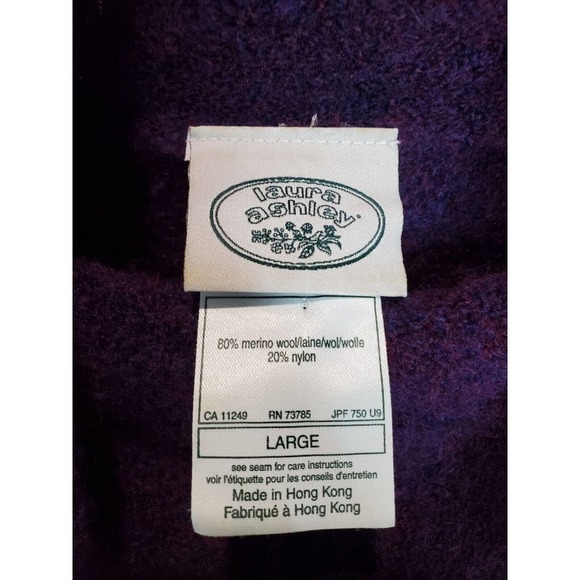 laura
ashley®
80% merino wool/laine/wol/wolle
20% nylon
CA 11249 RN 73785 JPF 750 U9
LARGE
see seam for care instructions
voir l'étiquette pour les conseils d'entretien
Made in Hong Kong
Fabriqué à Hong Kong